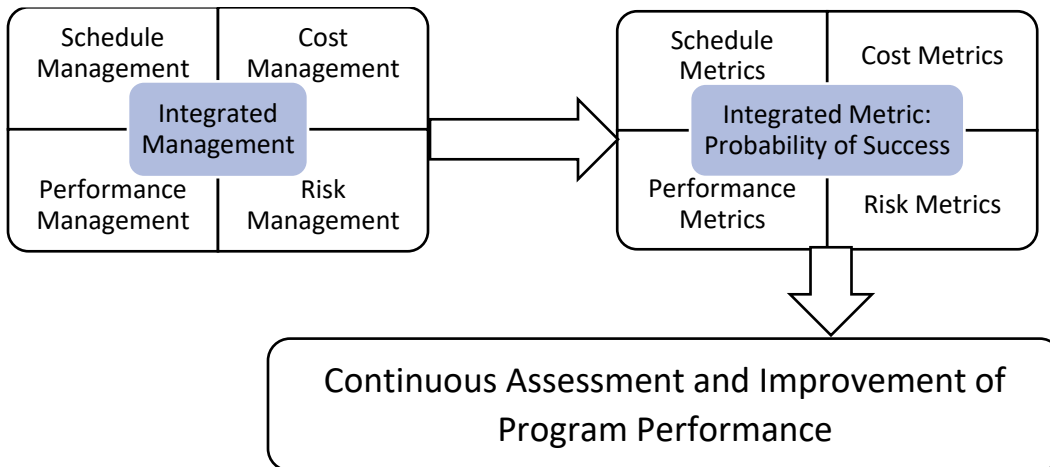 Schedule
Management
Cost
Management
Integrated
Management
Performance
Management
Risk
Management
Schedule
Metrics
Cost Metrics
Integrated Metric:
Probability of Success
Performance
Metrics
Risk Metrics
Continuous Assessment and Improvement of
Program Performance